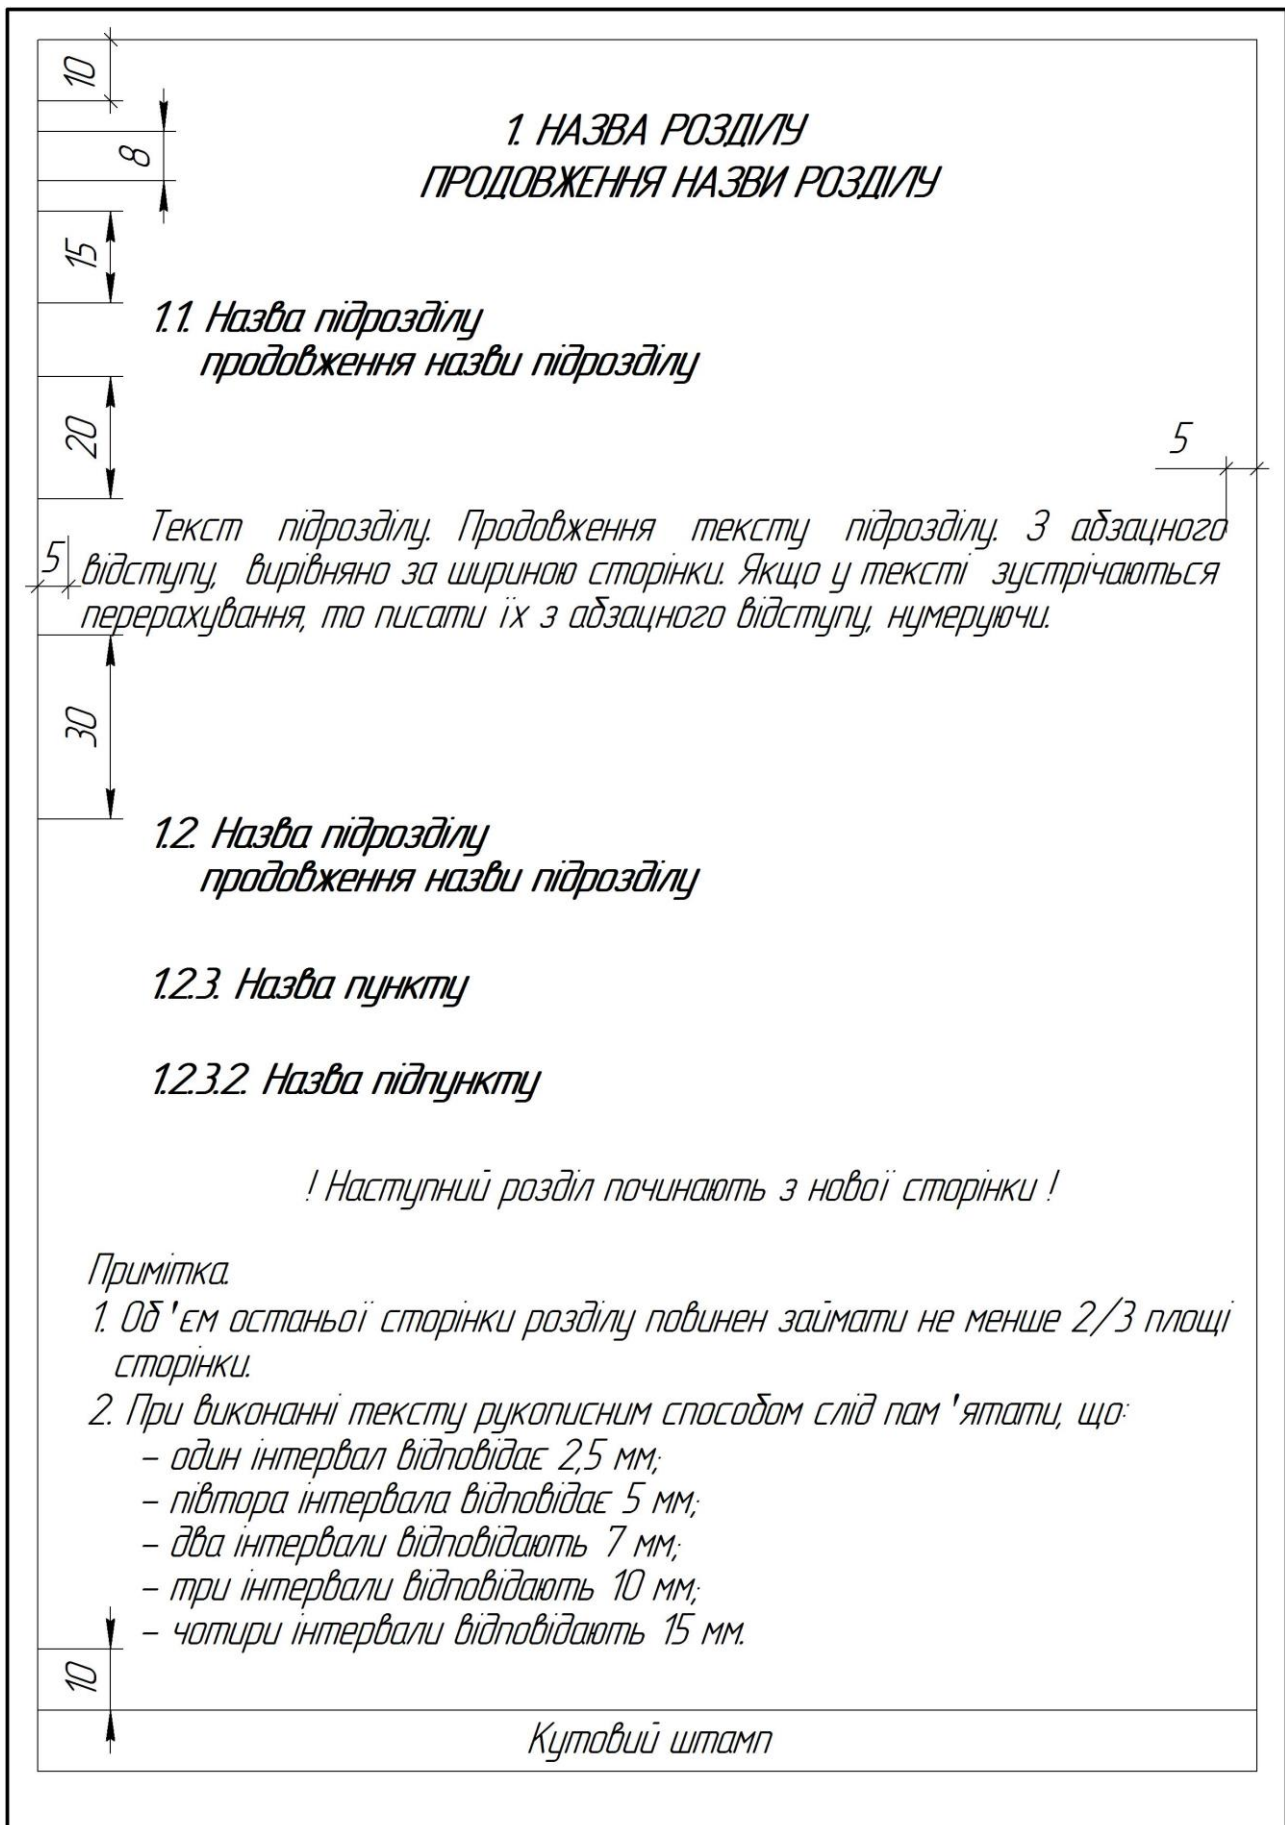 10
1. НАЗВА РОЗДІЛУ
8
ПРОДОВЖЕННЯ НАЗВИ РОЗДІЛУ
15
1.1. Назва підрозділу
продовження назви підрозділу
20
5
Текст підрозділу. Продовження тексту підрозділу. З абзацного
5
відступу, вирівняно за шириною сторінки. Якщо у тексті зустрічаються
перерахування, то писати їх з абзацного відступу, нумеруючи.
30
1.2. Назва підрозділу
продовження назви підрозділу
1.2.3. Назва пункту
1.2.3.2. Назва підпункту
! Наступний розділ починають з нової сторінки !
Примітка.
1. Об'єм останьої сторінки розділу повинен займати не менше 2/3 площі
сторінки.
2. При виконанні тексту рукописним способом слід пам'ятати, що:
– один інтервал відповідає 2,5 мм;
– півтора інтервала відповідає 5 мм;
– два інтервали відповідають 7 мм;
– три інтервали відповідають 10 мм;
– чотири інтервали відповідають 15 мм.
10
Кутовий штамп